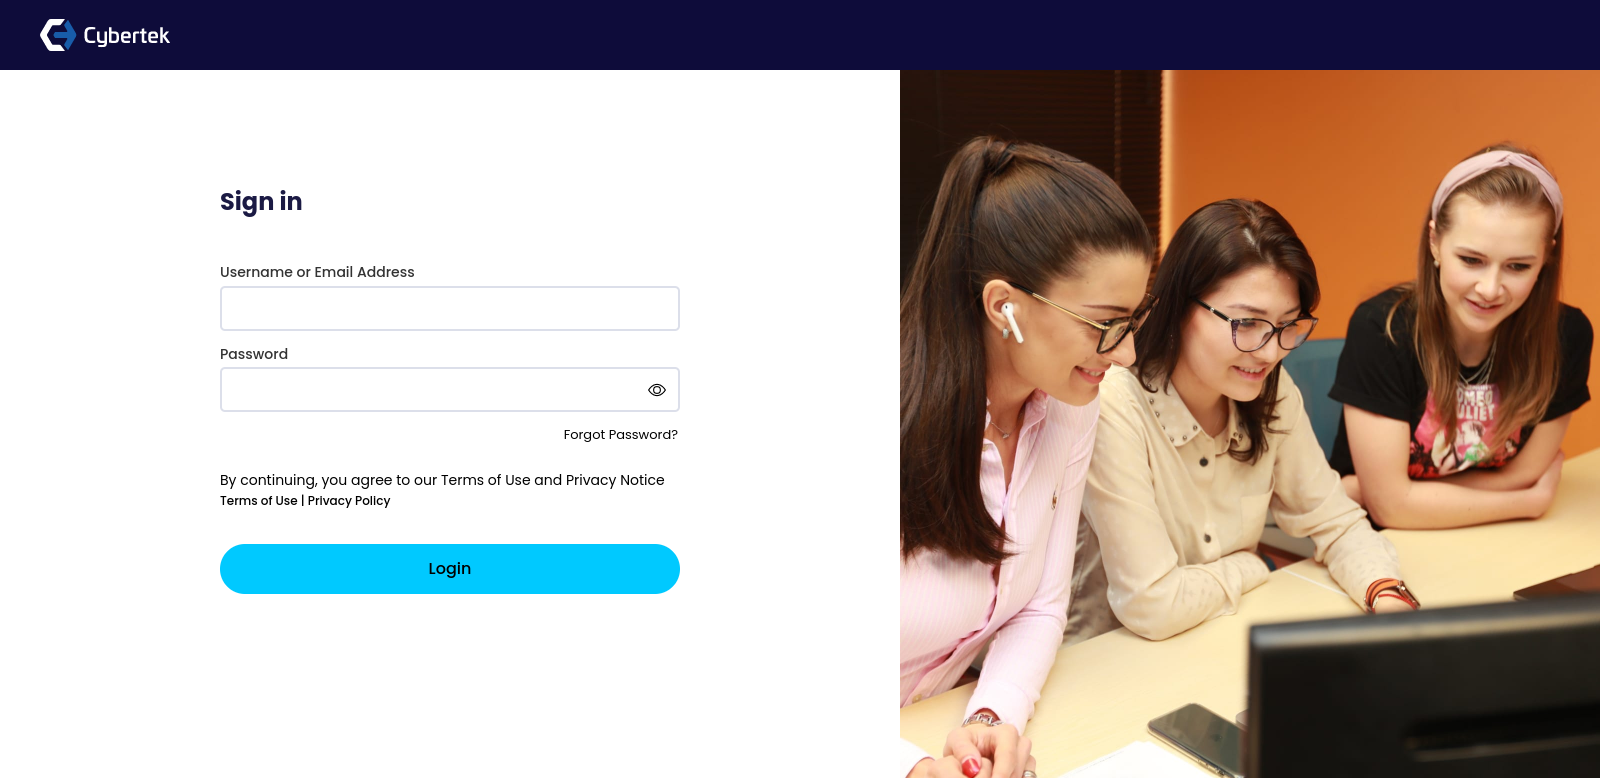 Cybertek
Sign in
Username or Email Address
Password
Forgot Password?
By continuing, you agree to our Terms of Use and Privacy Notice
Terms of Use | Privacy Policy
Login